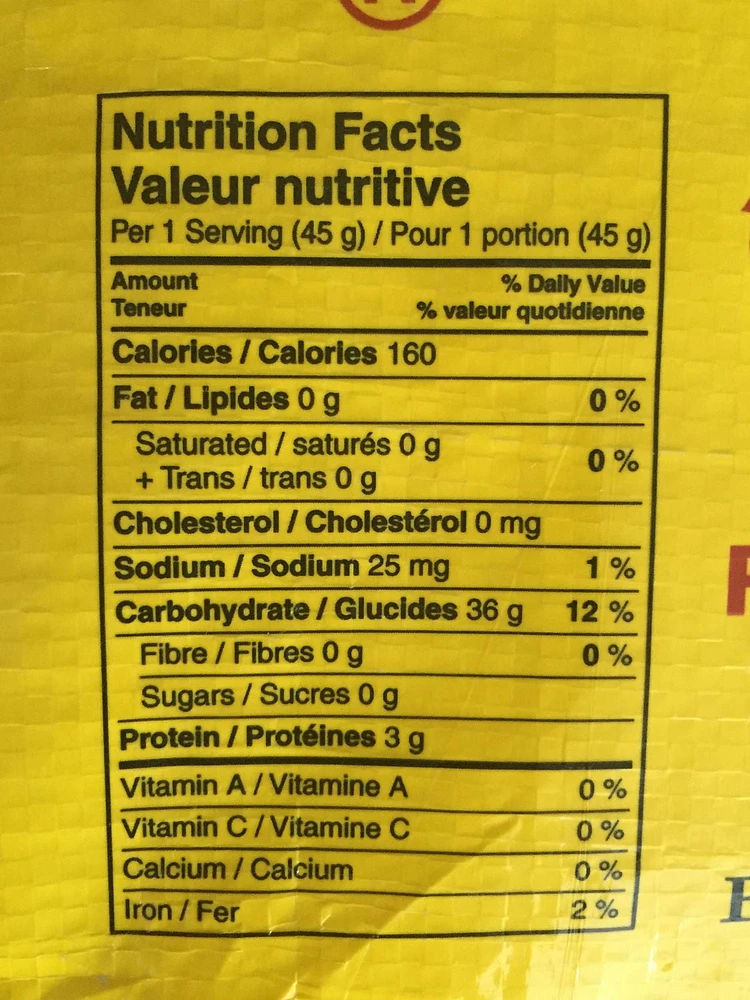 Nutrition Facts
Valeur nutritive
Per 1 Serving (45 g) / Pour 1 portion (45 g)
Amount % Daily Value
Teneur % valeur quotidienne
Calories / Calories 160
Fat / Lipides 0 g 0 %
Saturated / saturés 0 g
+ Trans / trans 0 g 0 %
Cholesterol / Cholestérol 0 mg
Sodium / Sodium 25 mg 1 %
Carbohydrate / Glucides 36 g 12 %
Fibre / Fibres 0 g 0 %
Sugars / Sucres 0 g
Protein / Protéines 3 g
Vitamin A / Vitamine A 0 %
Vitamin C / Vitamine C 0 %
Calcium / Calcium 0 %
Iron / Fer 2 %